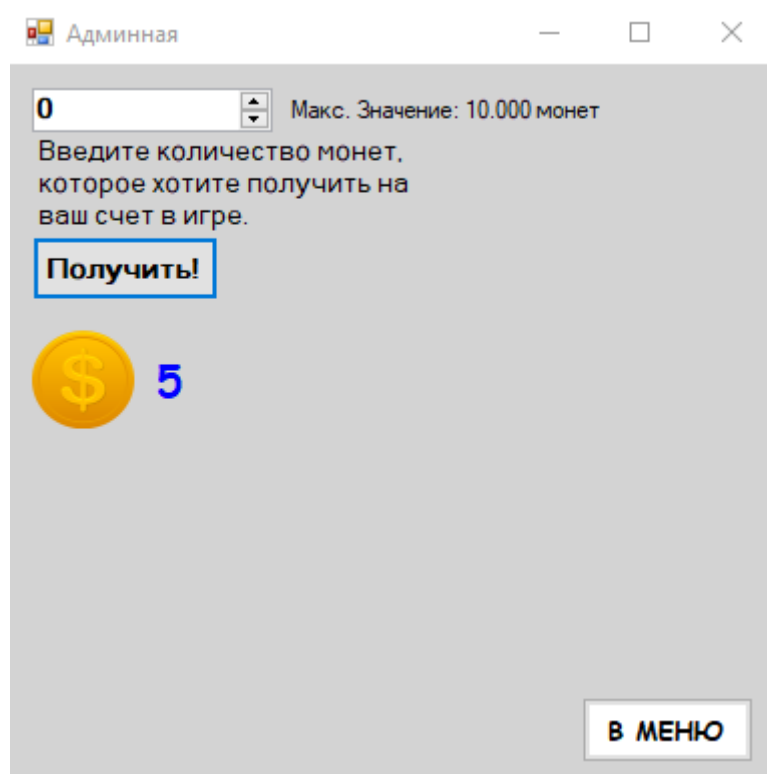 Админная
0
Макс. Значение: 10.000 монет
Введите количество монет,
которое хотите получить на
ваш счет в игре.
Получить!
$
5
В МЕНЮ